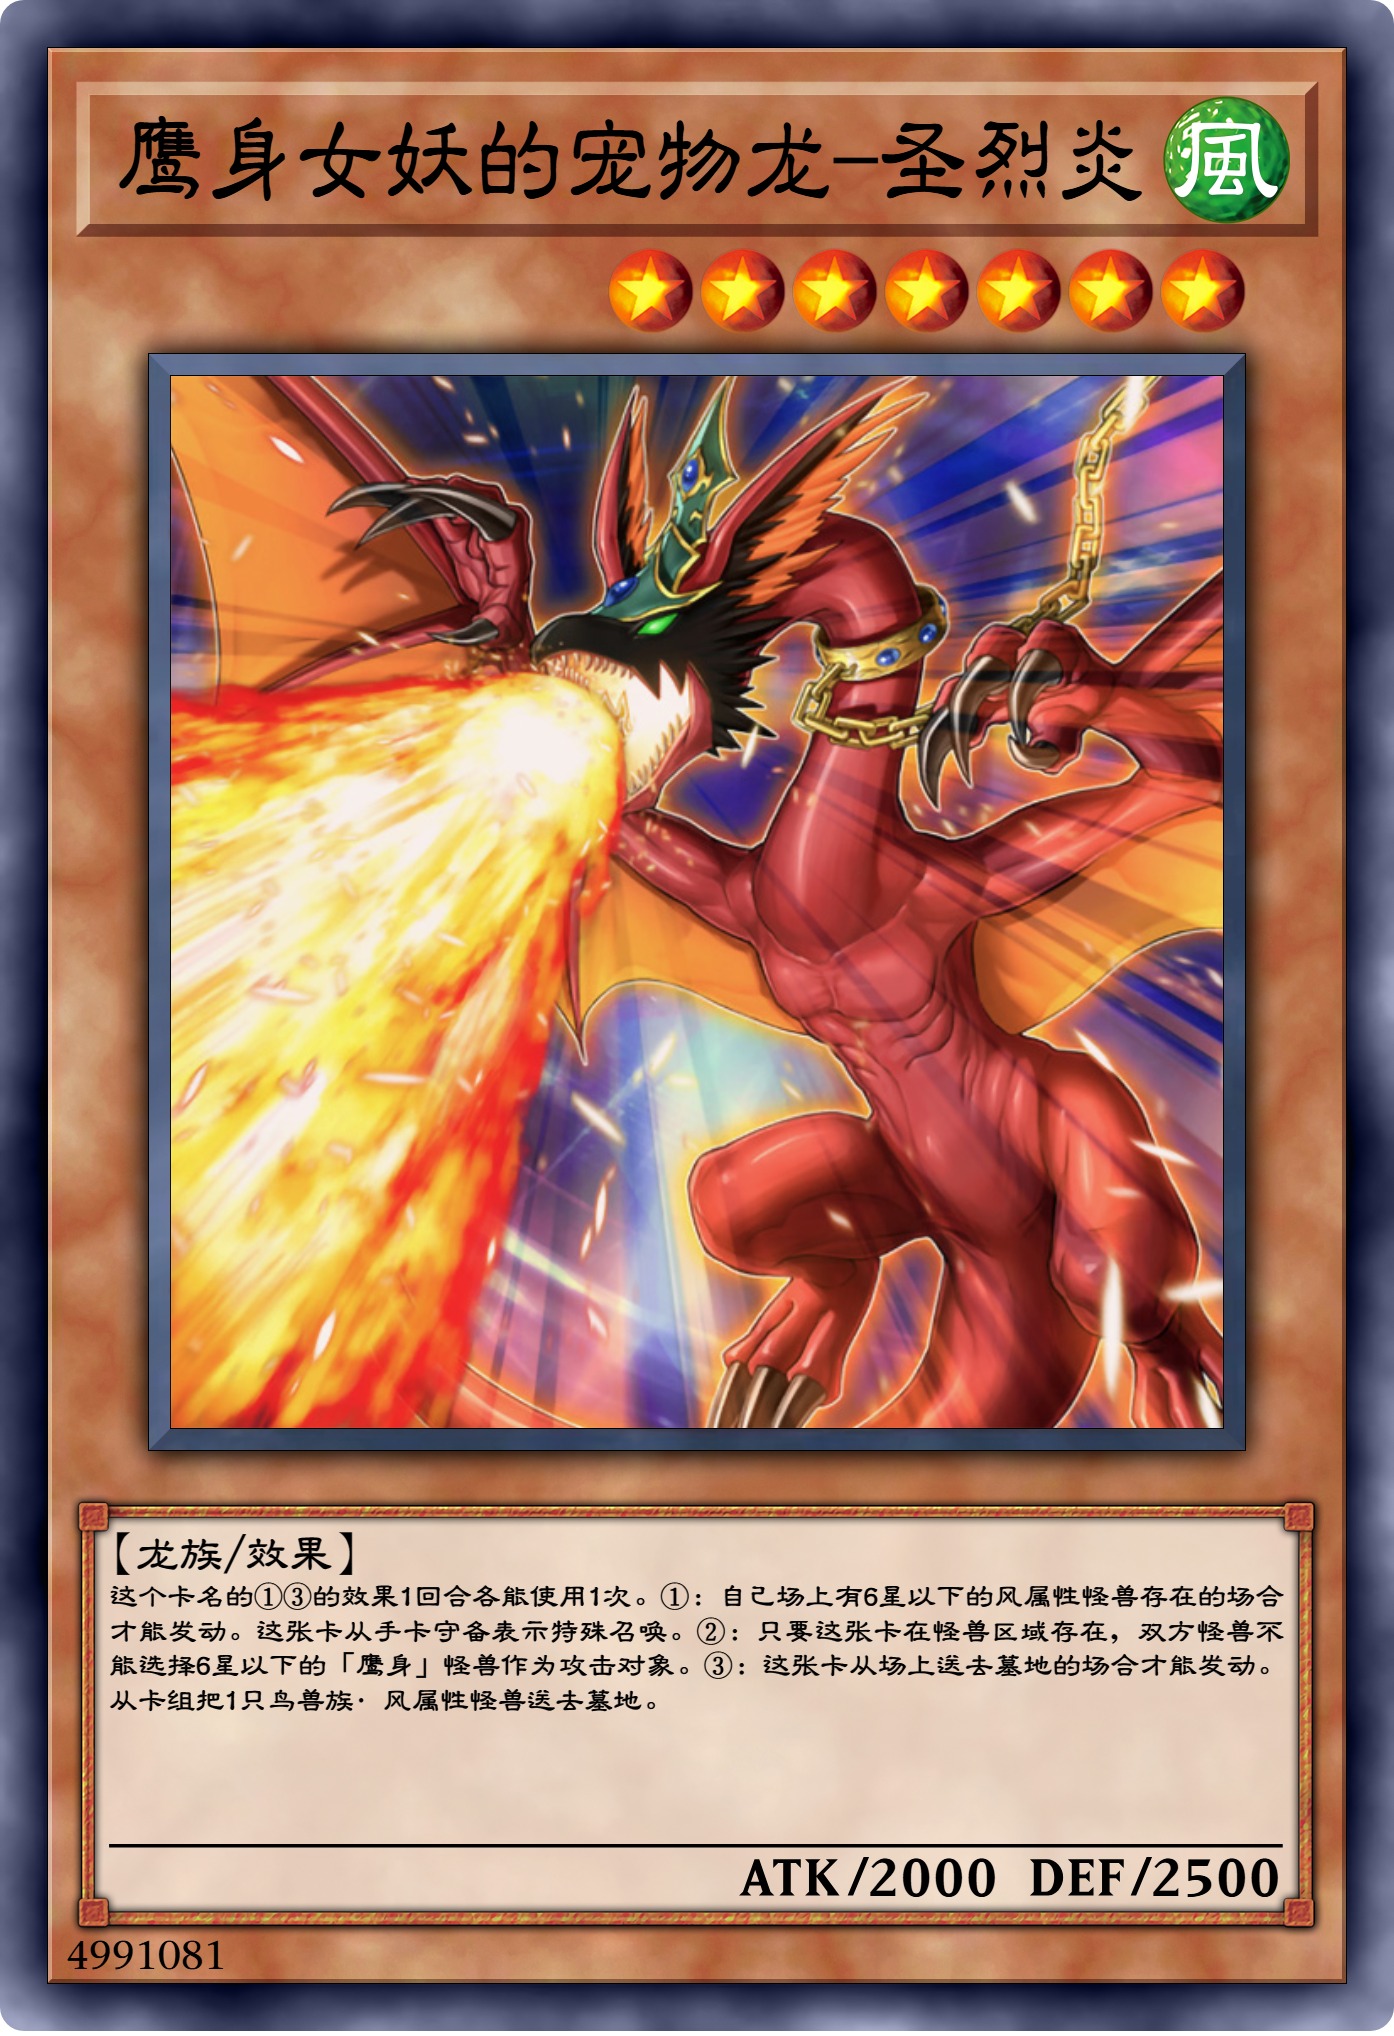 鹰身女妖的宠物龙-圣烈炎 風
【龙族/效果】
这个卡名的①③的效果1回合各能使用1次。①：自己场上有6星以下的风属性怪兽存在的场合
才能发动。这张卡从手卡守备表示特殊召唤。②：只要这张卡在怪兽区域存在，双方怪兽不
能选择6星以下的「鹰身」怪兽作为攻击对象。③：这张卡从场上送去墓地的场合才能发动。
从卡组把1只鸟兽族·风属性怪兽送去墓地。
ATK/2000 DEF/2500
4991081